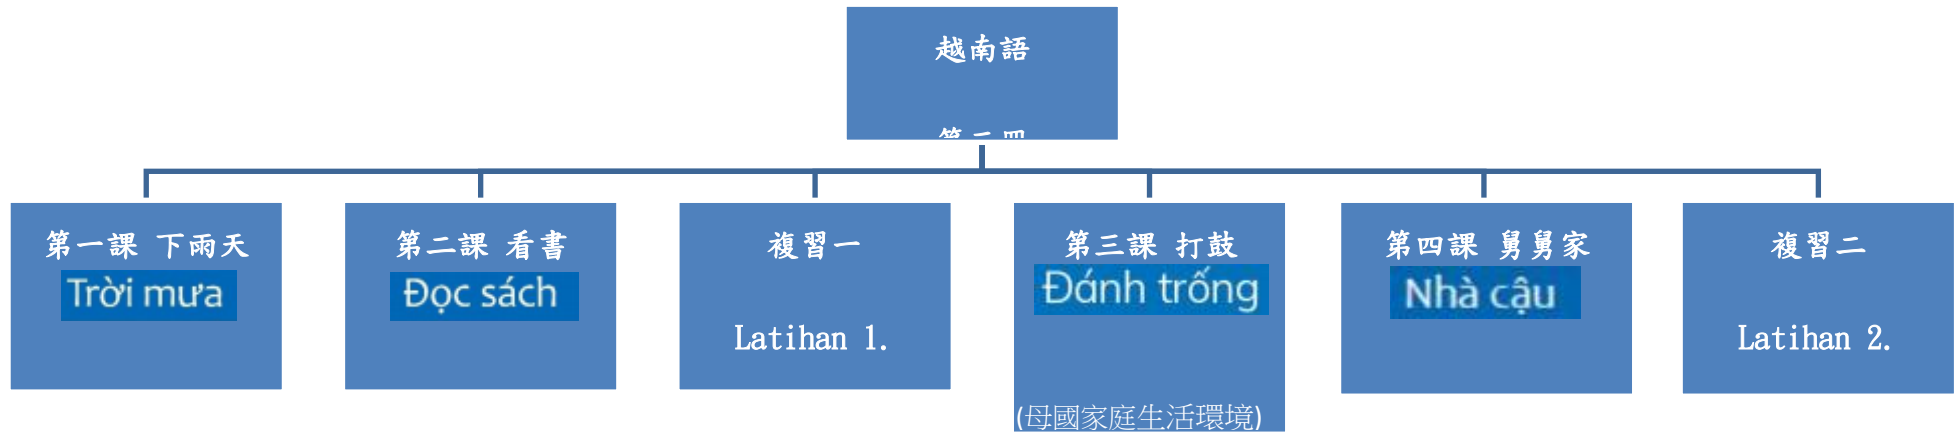 越南語
第一課 下雨天
Trời mưa
第二課 看書
Đọc sách
複習一
Latihan 1.
第三課 打鼓
Đánh trống
(母國家庭生活環境)
第四課 舅舅家
Nhà cậu
複習二
Latihan 2.